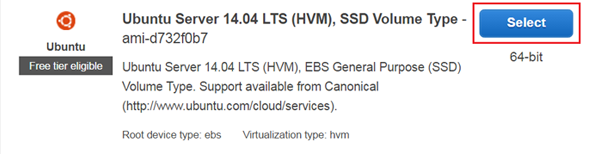 Ubuntu Server 14.04 LTS (HVM), SSD Volume Type -
ami-d732f0b7
Select
64-bit
Ubuntu
Free tier eligible
Ubuntu Server 14.04 LTS (HVM), EBS General Purpose (SSD)
Volume Type. Support available from Canonical
(http://www.ubuntu.com/cloud/services).
Root device type: ebs Virtualization type: hvm